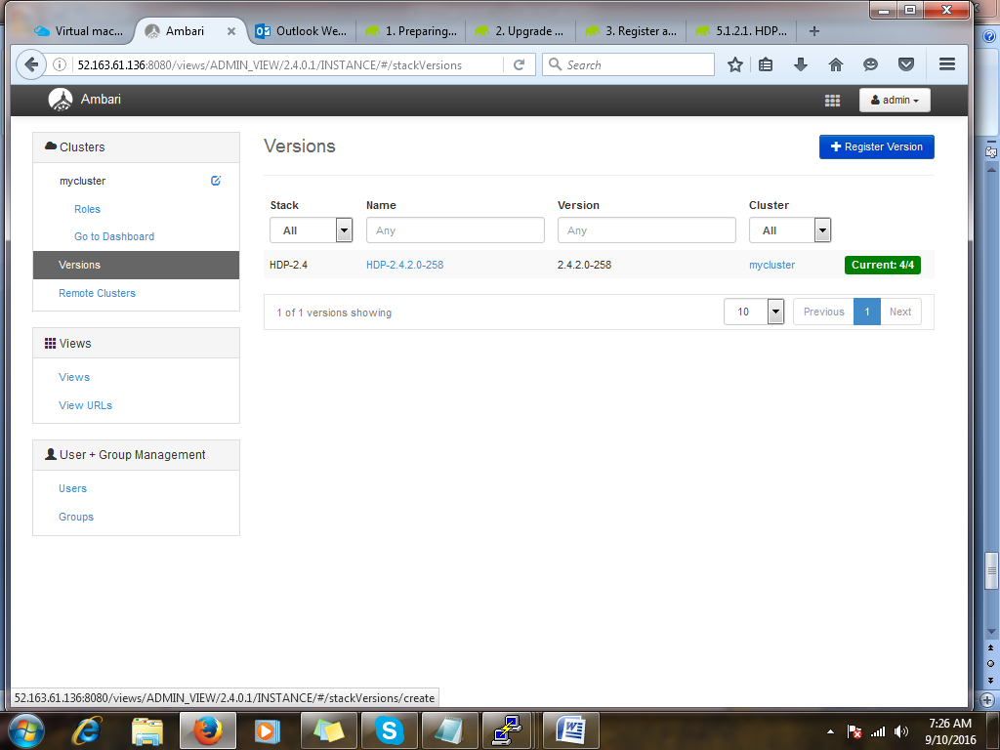 Virtual mac...
Ambari
Outlook We...
1. Preparing...
2. Upgrade ...
3. Register a...
5.1.2.1. HDP...
52.163.61.136:8080/views/ADMIN_VIEW/2.4.0.1/INSTANCE/#/stackVersions
Search
Ambari
admin
Clusters
mycluster
Roles
Go to Dashboard
Versions
Remote Clusters
Views
Views
View URLs
User + Group Management
Users
Groups
Versions
Register Version
Stack Name Version Cluster
All Any Any All
HDP-2.4 HDP-2.4.2.0-258 2.4.2.0-258 mycluster Current: 4/4
1 of 1 versions showing 10 Previous 1 Next
52.163.61.136:8080/views/ADMIN_VIEW/2.4.0.1/INSTANCE/#/stackVersions/create
7:26 AM
9/10/2016